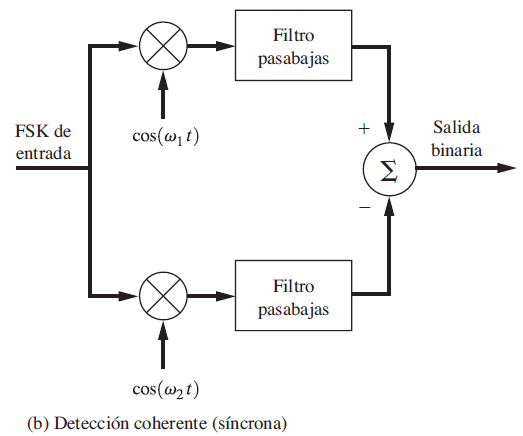 Filtro
pasabajas
cos(ω₁ t)
FSK de
entrada
+
Salida
binaria
Σ
−
Filtro
pasabajas
cos(ω₂ t)
(b) Detección coherente (síncrona)